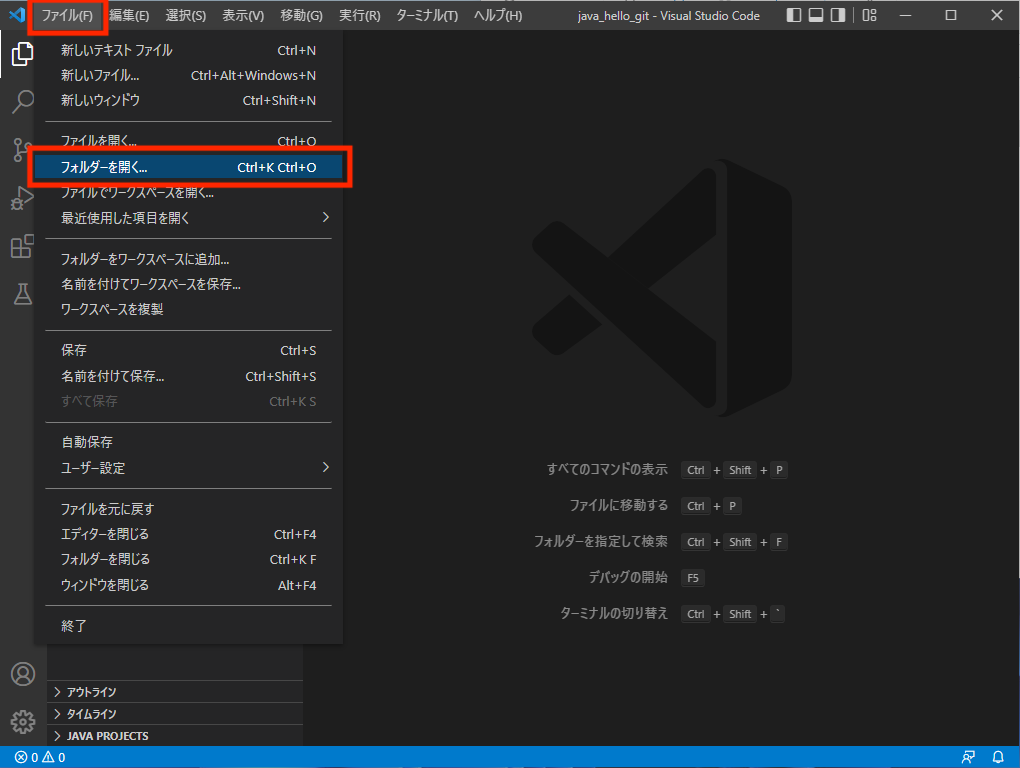 ファイル(F) 編集(E) 選択(S) 表示(V) 移動(G) 実行(R) ターミナル(T) ヘルプ(H) java_hello_git - Visual Studio Code
新しいテキスト ファイル Ctrl+N
新しいファイル... Ctrl+Alt+Windows+N
新しいウィンドウ Ctrl+Shift+N
ファイルを開く... Ctrl+O
フォルダーを開く... Ctrl+K Ctrl+O
ファイルでワークスペースを開く...
最近使用した項目を開く
フォルダーをワークスペースに追加...
名前を付けてワークスペースを保存...
ワークスペースを複製
保存 Ctrl+S
名前を付けて保存... Ctrl+Shift+S
すべて保存 Ctrl+K S
自動保存
ユーザー設定
ファイルを元に戻す
エディターを閉じる Ctrl+F4
フォルダーを閉じる Ctrl+K F
ウィンドウを閉じる Alt+F4
終了
すべてのコマンドの表示 Ctrl + Shift + P
ファイルに移動する Ctrl + P
フォルダーを指定して検索 Ctrl + Shift + F
デバッグの開始 F5
ターミナルの切り替え Ctrl + Shift + `
アウトライン
タイムライン
JAVA PROJECTS
0 0